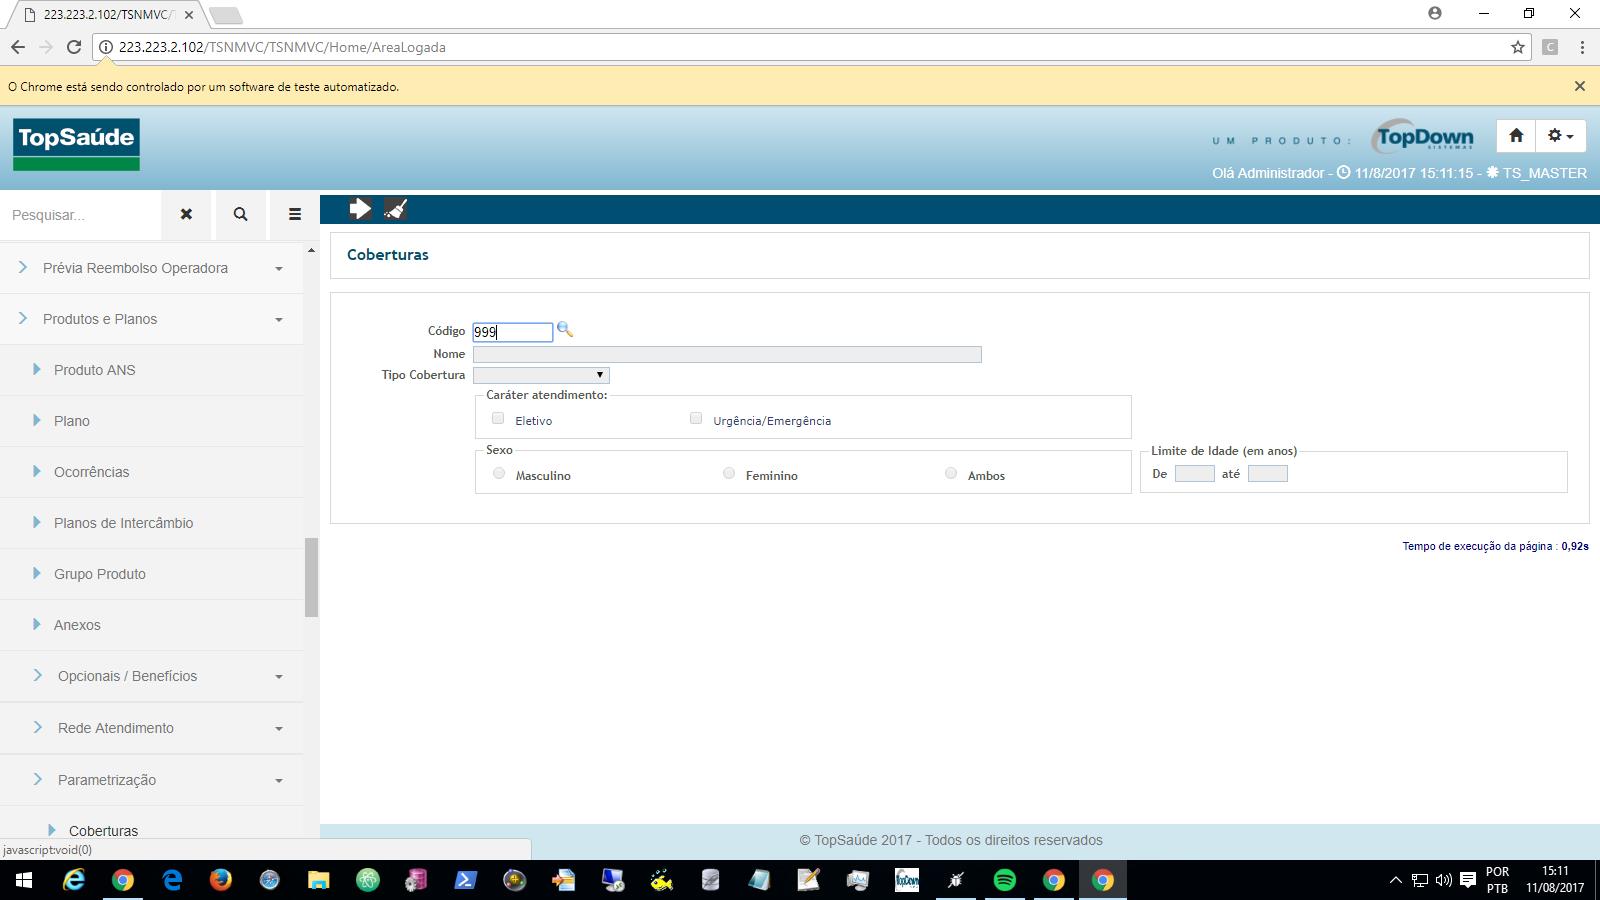 223.223.2.102/TSNMVC/T
223.223.2.102/TSNMVC/TSNMVC/Home/AreaLogada
C
O Chrome está sendo controlado por um software de teste automatizado.
TopSaúde
UM PRODUTO:
TopDown
SISTEMAS
Olá Administrador - 11/8/2017 15:11:15 - TS_MASTER
Pesquisar...
Prévia Reembolso Operadora
Produtos e Planos
Produto ANS
Plano
Ocorrências
Planos de Intercâmbio
Grupo Produto
Anexos
Opcionais / Benefícios
Rede Atendimento
Parametrização
Coberturas
javascript:void(0)
Coberturas
Código 999
Nome
Tipo Cobertura
Caráter atendimento:
Eletivo Urgência/Emergência
Sexo
Masculino Feminino Ambos
Limite de Idade (em anos)
De até
Tempo de execução da página : 0,92s
© TopSaúde 2017 - Todos os direitos reservados
TopDown
POR
PTB
15:11
11/08/2017